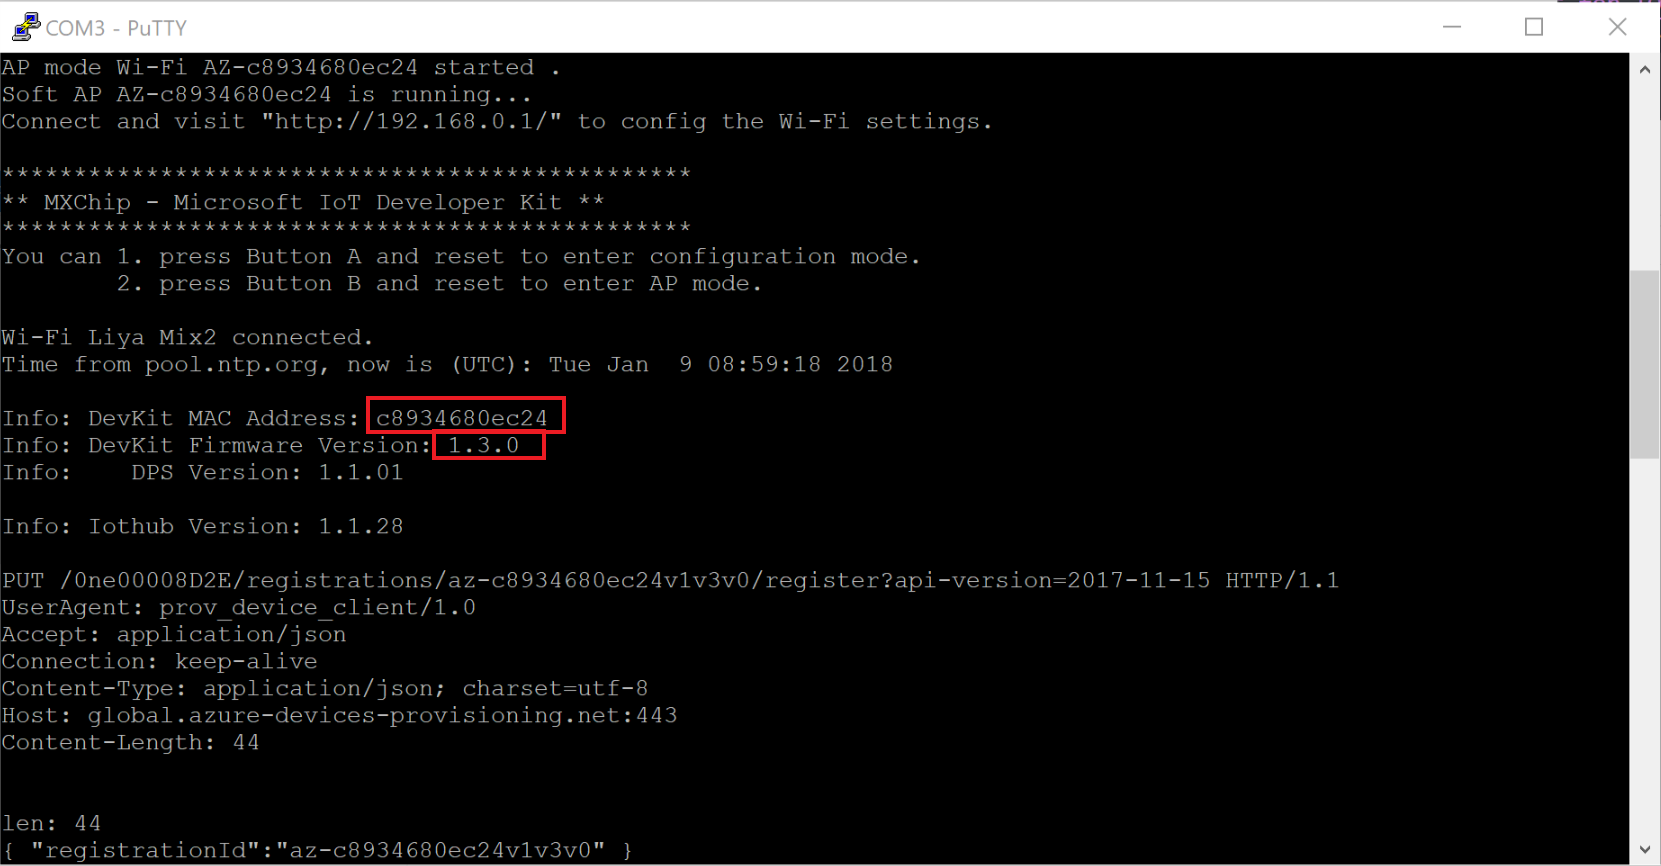 COM3 - PuTTY
AP mode Wi-Fi AZ-c8934680ec24 started .
Soft AP AZ-c8934680ec24 is running...
Connect and visit "http://192.168.0.1/" to config the Wi-Fi settings.
************************************************
** MXChip - Microsoft IoT Developer Kit **
************************************************
You can 1. press Button A and reset to enter configuration mode.
2. press Button B and reset to enter AP mode.
Wi-Fi Liya Mix2 connected.
Time from pool.ntp.org, now is (UTC): Tue Jan  9 08:59:18 2018
Info: DevKit MAC Address: c8934680ec24
Info: DevKit Firmware Version: 1.3.0
Info:    DPS Version: 1.1.01
Info: Iothub Version: 1.1.28
PUT /0ne00008D2E/registrations/az-c8934680ec24v1v3v0/register?api-version=2017-11-15 HTTP/1.1
UserAgent: prov_device_client/1.0
Accept: application/json
Connection: keep-alive
Content-Type: application/json; charset=utf-8
Host: global.azure-devices-provisioning.net:443
Content-Length: 44
len: 44
{ "registrationId":"az-c8934680ec24v1v3v0" }